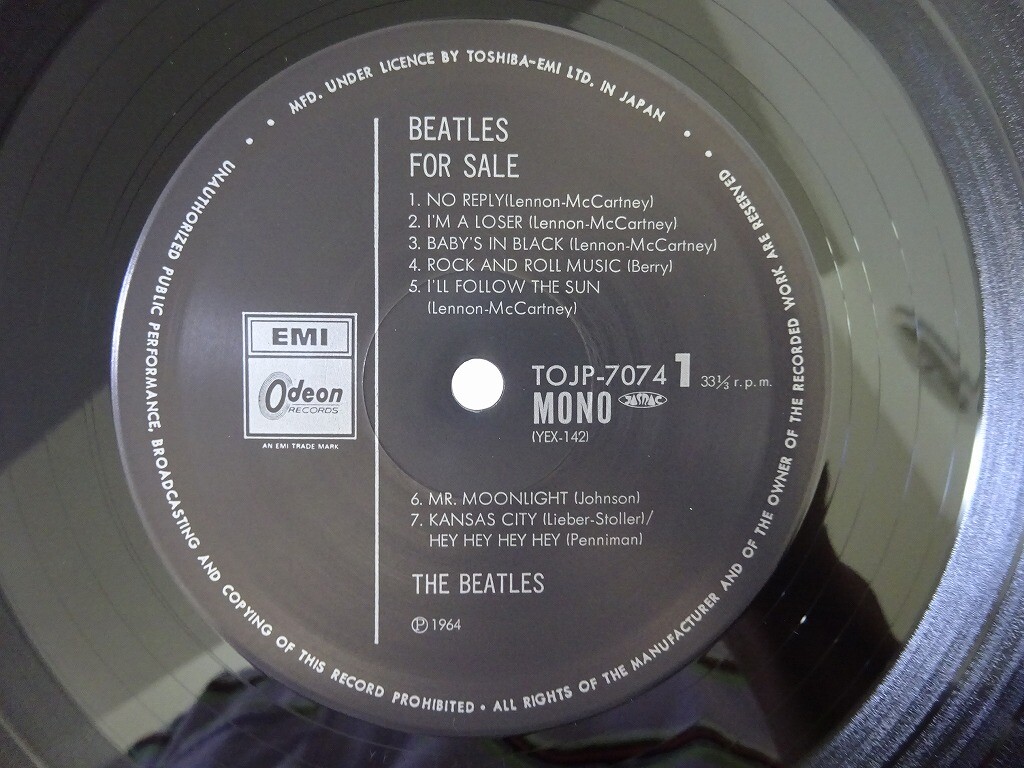 MFD. UNDER LICENCE BY TOSHIBA-EMI LTD. IN JAPAN
BEATLES
FOR SALE
1. NO REPLY(Lennon-McCartney)
2. I'M A LOSER (Lennon-McCartney)
3. BABY'S IN BLACK (Lennon-McCartney)
4. ROCK AND ROLL MUSIC (Berry)
5. I'LL FOLLOW THE SUN
(Lennon-McCartney)
EMI
Odeon
RECORDS
AN EMI TRADE MARK
TOJP-7074 1 33⅓ r.p.m.
MONO JASRAC
(YEX-142)
6. MR. MOONLIGHT (Johnson)
7. KANSAS CITY (Lieber-Stoller)/
HEY HEY HEY HEY (Penniman)
THE BEATLES
Ⓟ 1964
UNAUTHORIZED PUBLIC PERFORMANCE, BROADCASTING AND COPYING OF THIS RECORD PROHIBITED • ALL RIGHTS OF THE MANUFACTURER AND OF THE OWNER OF THE RECORDED WORK ARE RESERVED